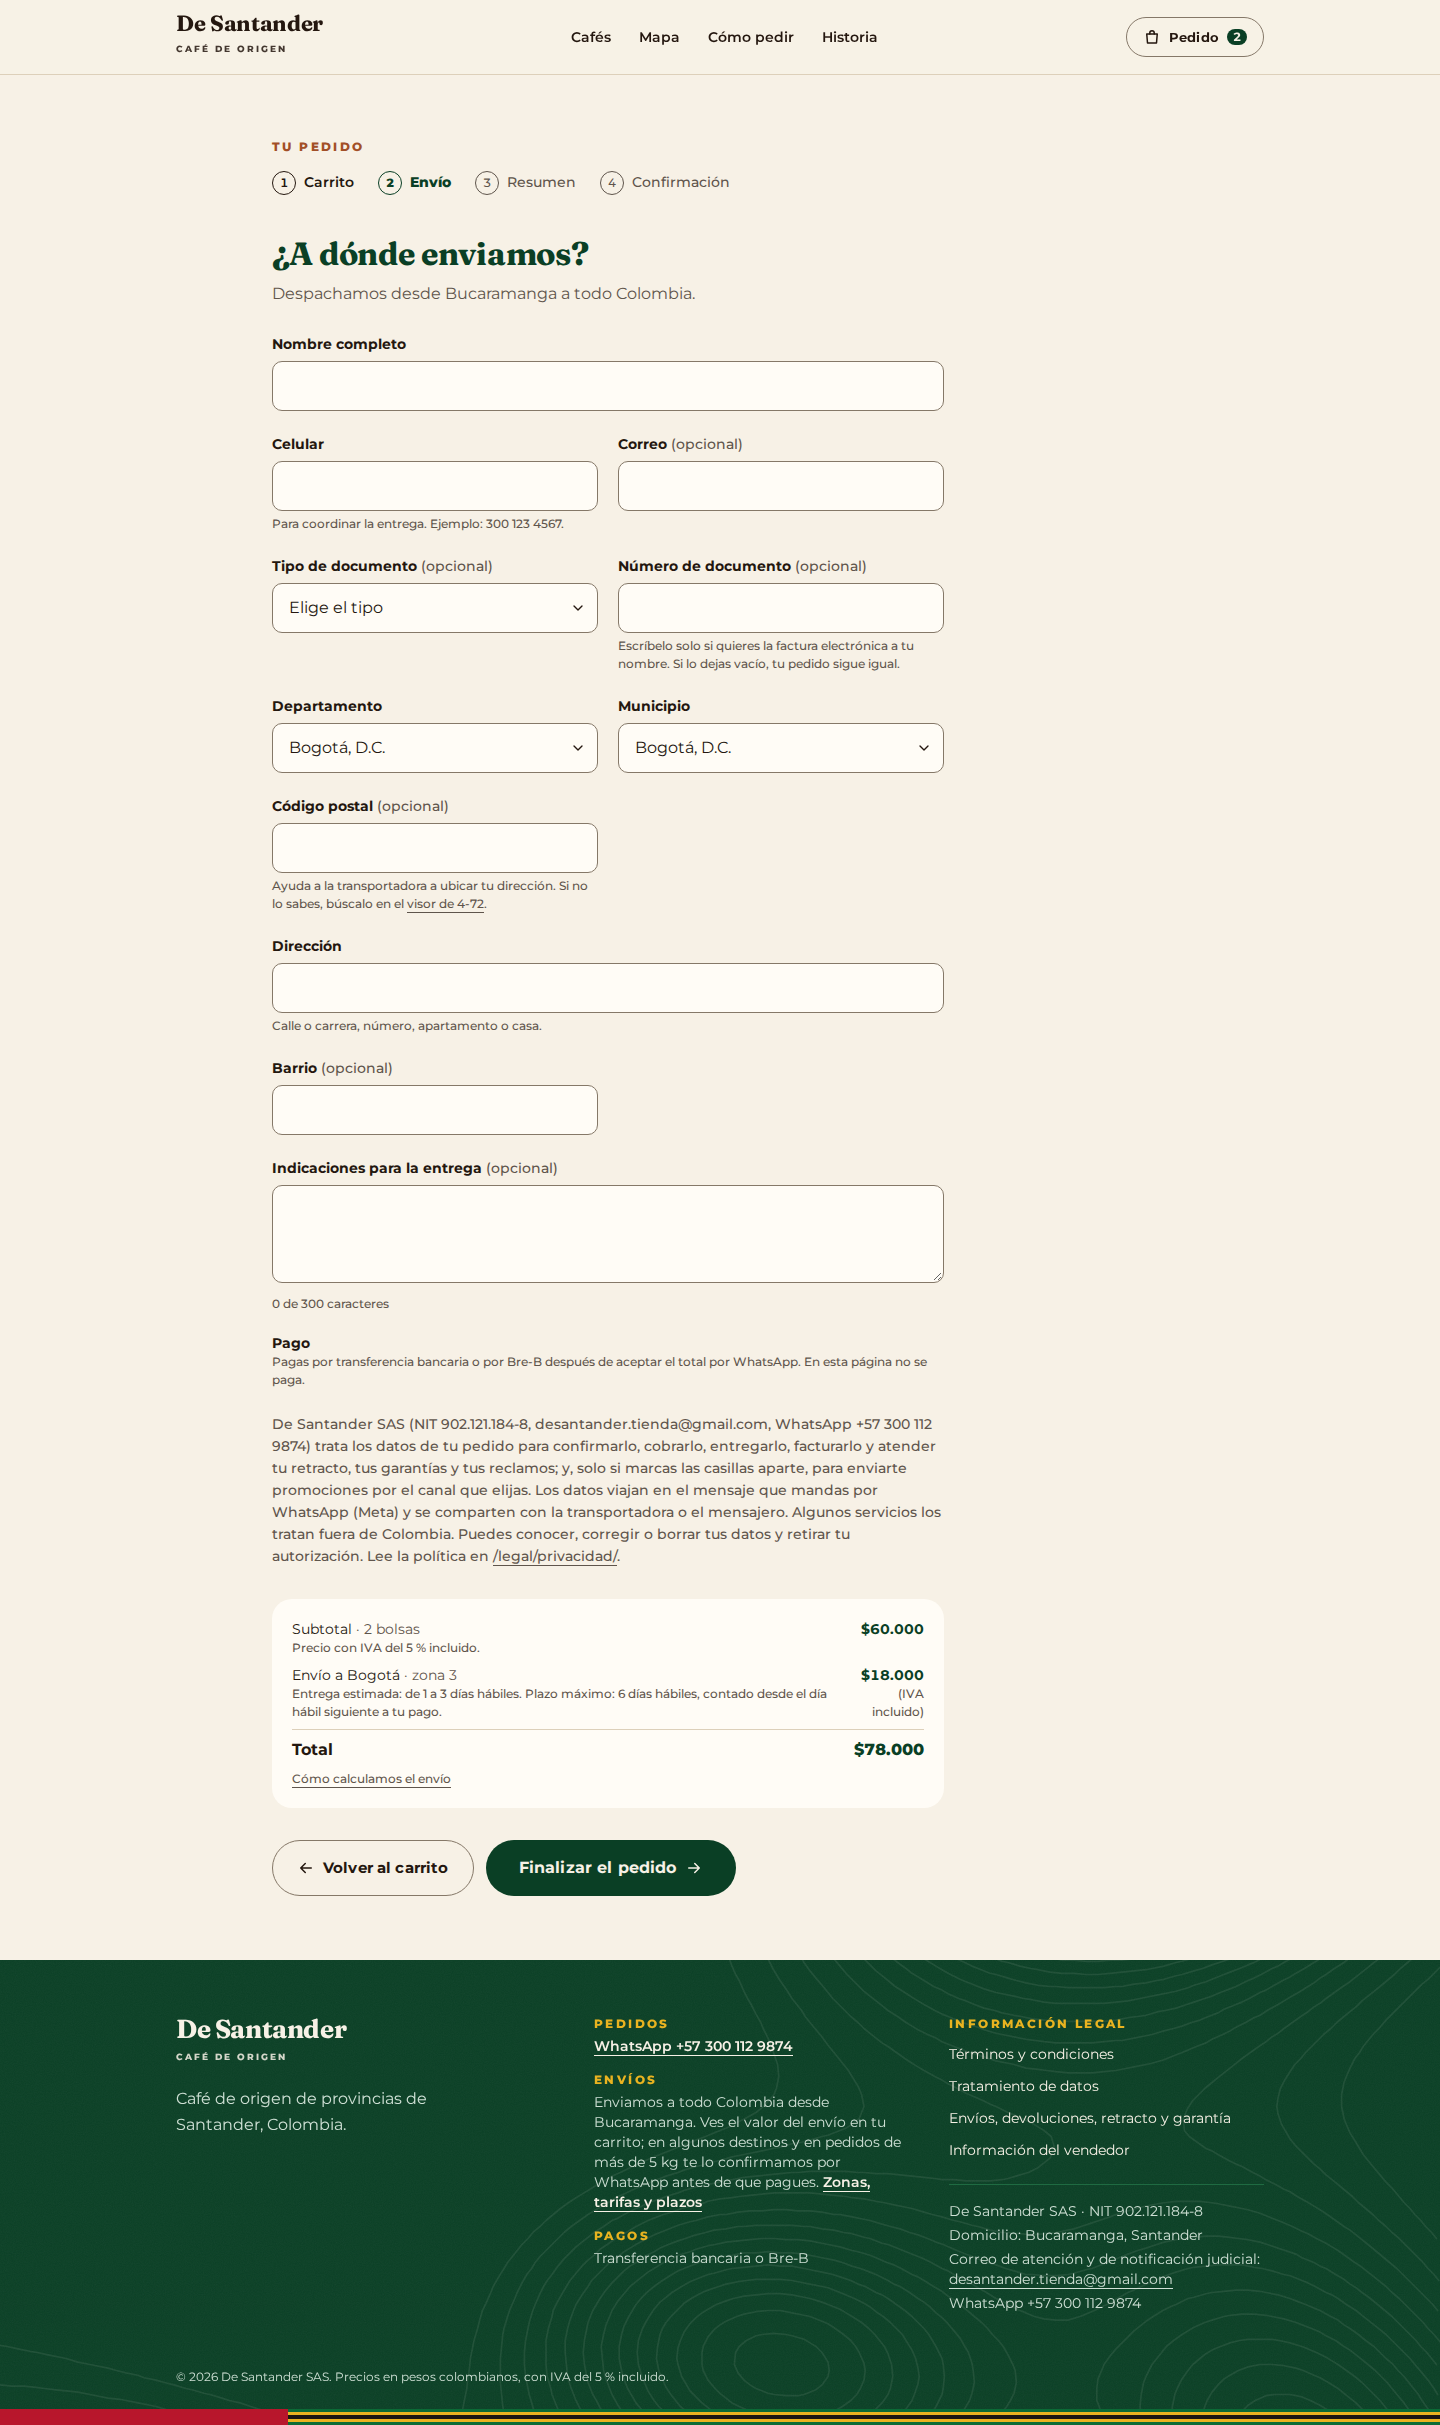 De Santander
CAFÉ DE ORIGEN
Cafés Mapa Cómo pedir Historia
Pedido 2
TU PEDIDO
1 Carrito 2 Envío 3 Resumen 4 Confirmación
¿A dónde enviamos?
Despachamos desde Bucaramanga a todo Colombia.
Nombre completo
Celular
Correo (opcional)
Para coordinar la entrega. Ejemplo: 300 123 4567.
Tipo de documento (opcional)
Elige el tipo
Número de documento (opcional)
Escríbelo solo si quieres la factura electrónica a tu
nombre. Si lo dejas vacío, tu pedido sigue igual.
Departamento
Bogotá, D.C.
Municipio
Bogotá, D.C.
Código postal (opcional)
Ayuda a la transportadora a ubicar tu dirección. Si no
lo sabes, búscalo en el visor de 4-72.
Dirección
Calle o carrera, número, apartamento o casa.
Barrio (opcional)
Indicaciones para la entrega (opcional)
0 de 300 caracteres
Pago
Pagas por transferencia bancaria o por Bre-B después de aceptar el total por WhatsApp. En esta página no se
paga.
De Santander SAS (NIT 902.121.184-8, desantander.tienda@gmail.com, WhatsApp +57 300 112
9874) trata los datos de tu pedido para confirmarlo, cobrarlo, entregarlo, facturarlo y atender
tu retracto, tus garantías y tus reclamos; y, solo si marcas las casillas aparte, para enviarte
promociones por el canal que elijas. Los datos viajan en el mensaje que mandas por
WhatsApp (Meta) y se comparten con la transportadora o el mensajero. Algunos servicios los
tratan fuera de Colombia. Puedes conocer, corregir o borrar tus datos y retirar tu
autorización. Lee la política en /legal/privacidad/.
Subtotal · 2 bolsas $60.000
Precio con IVA del 5 % incluido.
Envío a Bogotá · zona 3 $18.000
Entrega estimada: de 1 a 3 días hábiles. Plazo máximo: 6 días hábiles, contado desde el día (IVA
hábil siguiente a tu pago. incluido)
Total $78.000
Cómo calculamos el envío
Volver al carrito
Finalizar el pedido
De Santander
CAFÉ DE ORIGEN
Café de origen de provincias de
Santander, Colombia.
PEDIDOS
WhatsApp +57 300 112 9874
ENVÍOS
Enviamos a todo Colombia desde
Bucaramanga. Ves el valor del envío en tu
carrito; en algunos destinos y en pedidos de
más de 5 kg te lo confirmamos por
WhatsApp antes de que pagues. Zonas,
tarifas y plazos
PAGOS
Transferencia bancaria o Bre-B
INFORMACIÓN LEGAL
Términos y condiciones
Tratamiento de datos
Envíos, devoluciones, retracto y garantía
Información del vendedor
De Santander SAS · NIT 902.121.184-8
Domicilio: Bucaramanga, Santander
Correo de atención y de notificación judicial:
desantander.tienda@gmail.com
WhatsApp +57 300 112 9874
© 2026 De Santander SAS. Precios en pesos colombianos, con IVA del 5 % incluido.